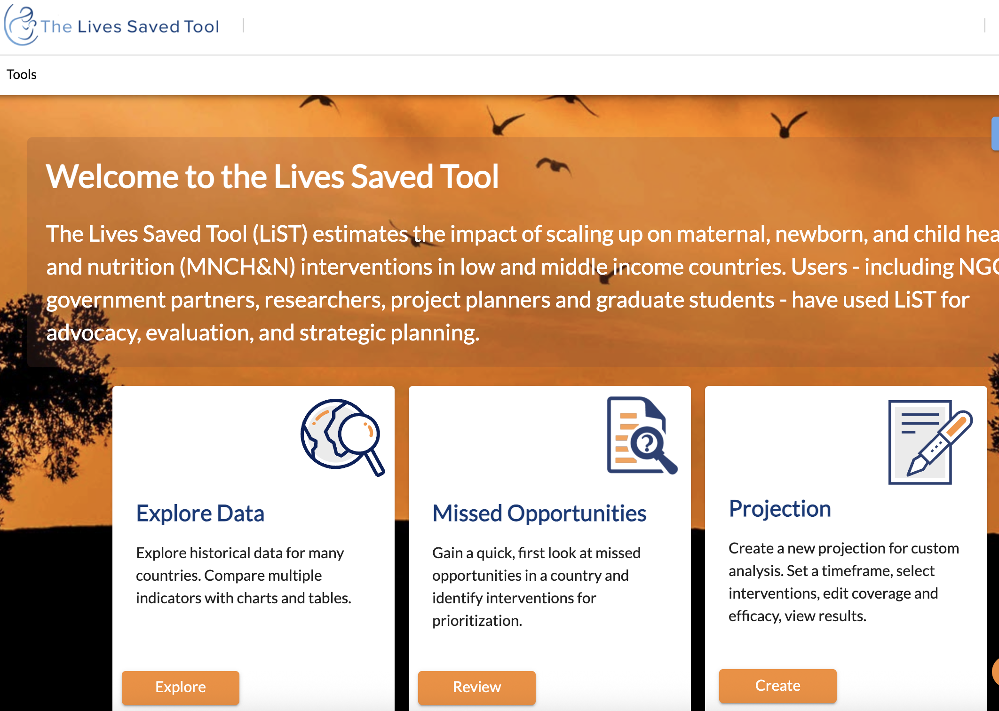 The Lives Saved Tool
Tools
Welcome to the Lives Saved Tool
The Lives Saved Tool (LiST) estimates the impact of scaling up on maternal, newborn, and child
and nutrition (MNCH&N) interventions in low and middle income countries. Users - including
government partners, researchers, project planners and graduate students - have used LiST for
advocacy, evaluation, and strategic planning.
Explore Data
Explore historical data for many
countries. Compare multiple
indicators with charts and tables.
Explore
?
Missed Opportunities
Gain a quick, first look at missed
opportunities in a country and
identify interventions for
prioritization.
Review
Projection
Create a new projection for custom
analysis. Set a timeframe, select
interventions, edit coverage and
efficacy, view results.
Create